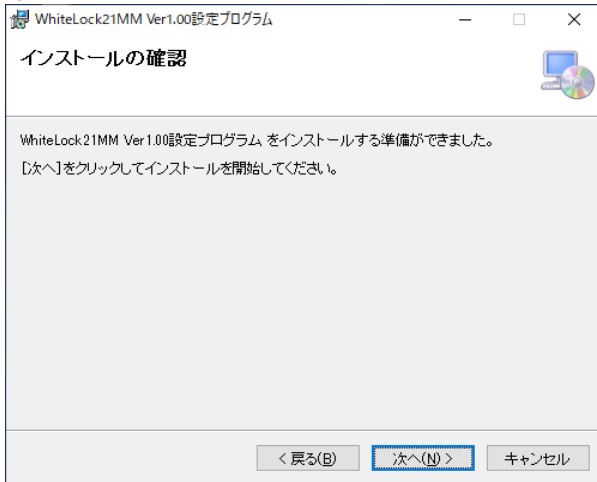 WhiteLock21MM Ver1.00設定プログラム
インストールの確認
WhiteLock21MM Ver1.00設定プログラム をインストールする準備ができました。
[次へ]をクリックしてインストールを開始してください。
< 戻る(B) 次へ(N) > キャンセル